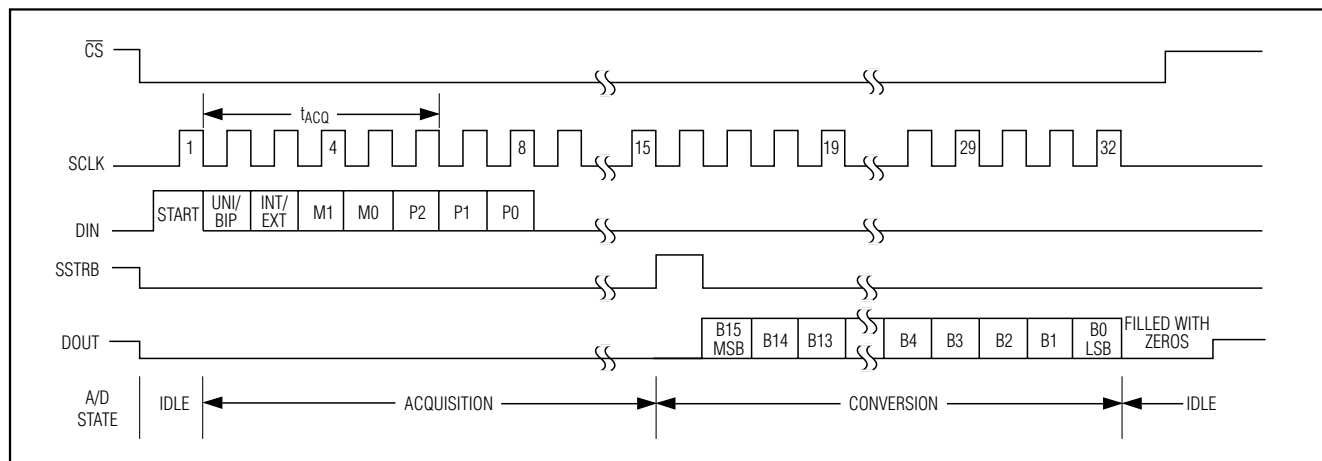 CS
tACQ
SCLK 1 4 8 15 19 29 32
DIN START UNI/BIP INT/EXT M1 M0 P2 P1 P0
SSTRB
DOUT B15 MSB B14 B13 B4 B3 B2 B1 B0 LSB FILLED WITH ZEROS
A/D STATE IDLE ACQUISITION CONVERSION IDLE